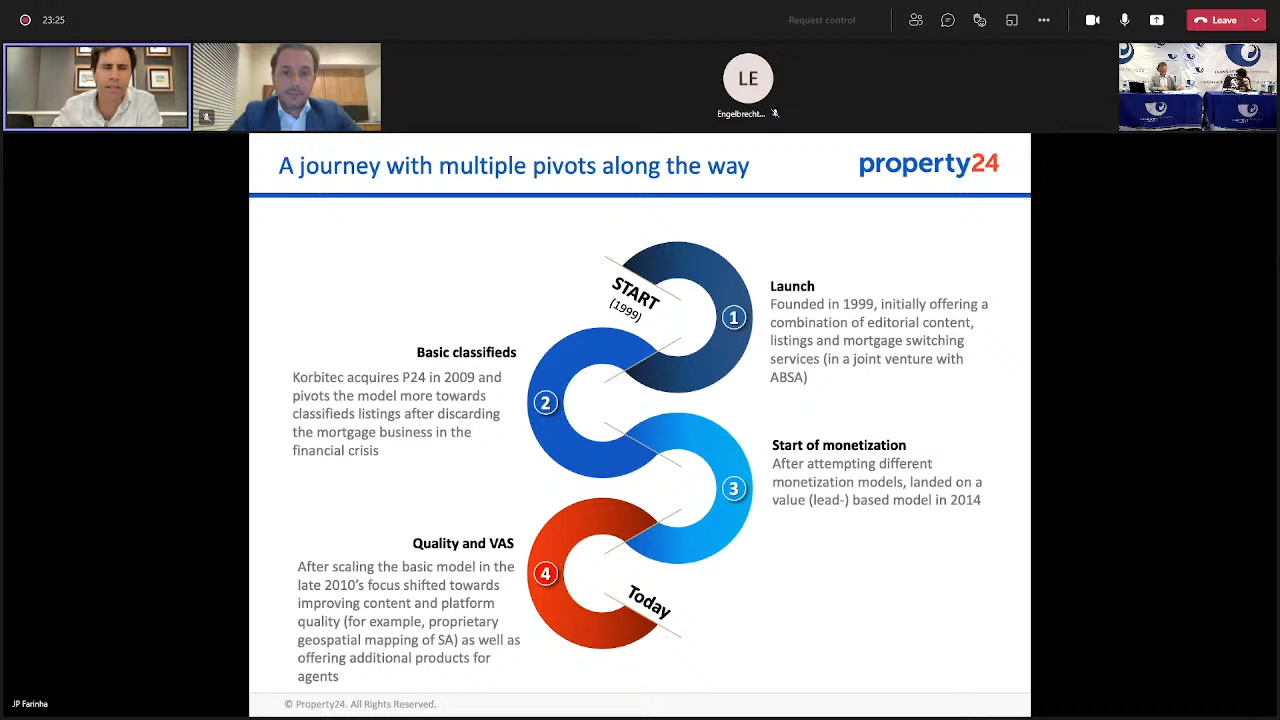 23:25
Request control
Leave
LE
Engelbrecht...
A journey with multiple pivots along the way
property24
START
(1999)
1
Launch
Founded in 1999, initially offering a
combination of editorial content,
listings and mortgage switching
services (in a joint venture with
ABSA)
Basic classifieds
Korbitec acquires P24 in 2009 and
pivots the model more towards
classifieds listings after discarding
the mortgage business in the
financial crisis
2
Start of monetization
After attempting different
monetization models, landed on a
value (lead-) based model in 2014
3
Quality and VAS
After scaling the basic model in the
late 2010's focus shifted towards
improving content and platform
quality (for example, proprietary
geospatial mapping of SA) as well as
offering additional products for
agents
4
Today
© Property24. All Rights Reserved.
JP Farinha